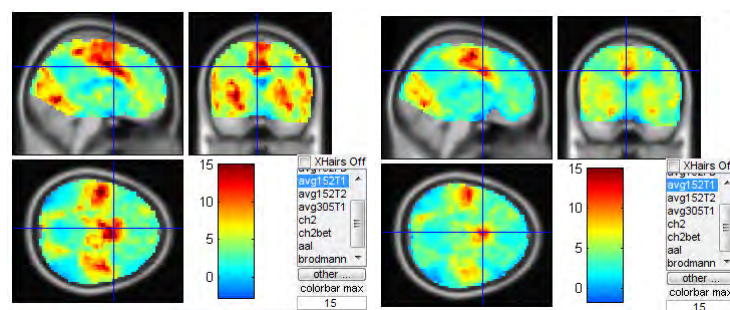 15
10
5
0
XHairs Off
avg152T1
avg152T2
avg305T1
ch2
ch2bet
aal
brodmann
other ...
colorbar max
15
15
10
5
0
XHairs Off
avg152T1
avg152T2
avg305T1
ch2
ch2bet
aal
brodmann
other ...
colorbar max
15